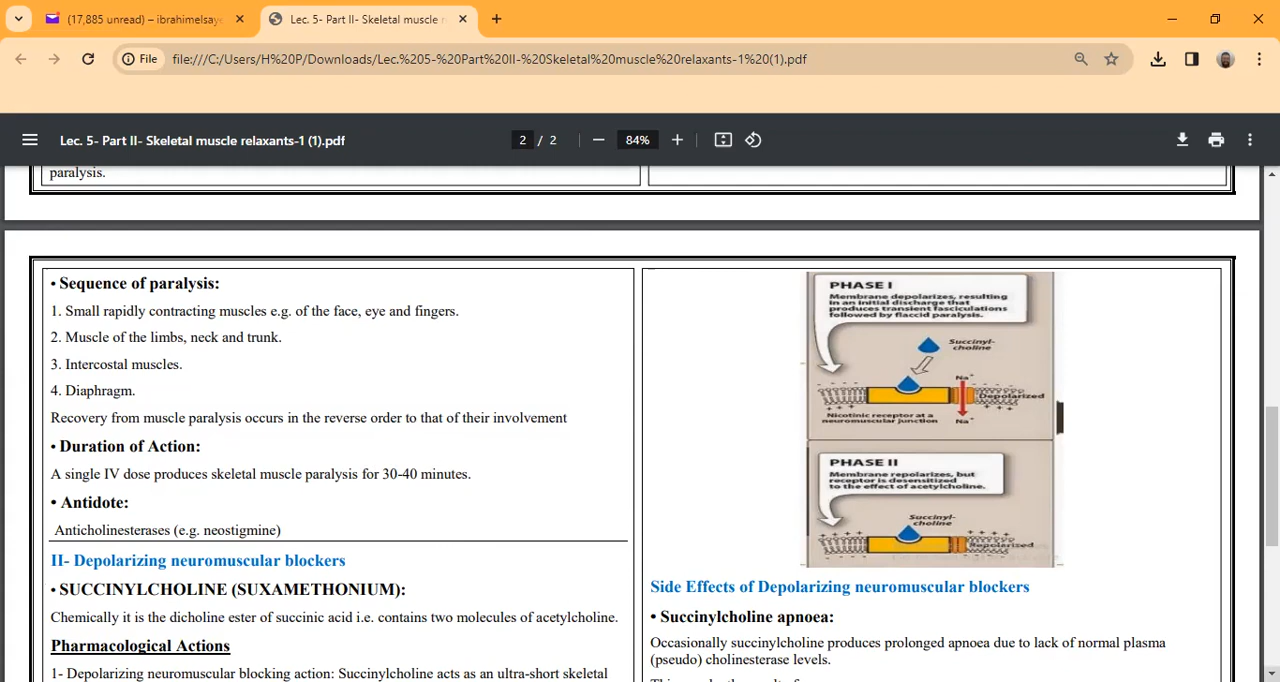 (17,885 unread) – ibrahimelsaye
Lec. 5- Part II- Skeletal muscle r
File
file:///C:/Users/H%20P/Downloads/Lec.%205-%20Part%20II-%20Skeletal%20muscle%20relaxants-1%20(1).pdf
Lec. 5- Part II- Skeletal muscle relaxants-1 (1).pdf
2 / 2
84%
paralysis.
• Sequence of paralysis:
1. Small rapidly contracting muscles e.g. of the face, eye and fingers.
2. Muscle of the limbs, neck and trunk.
3. Intercostal muscles.
4. Diaphragm.
Recovery from muscle paralysis occurs in the reverse order to that of their involvement
• Duration of Action:
A single IV dose produces skeletal muscle paralysis for 30-40 minutes.
• Antidote:
Anticholinesterases (e.g. neostigmine)
II- Depolarizing neuromuscular blockers
• SUCCINYLCHOLINE (SUXAMETHONIUM):
Chemically it is the dicholine ester of succinic acid i.e. contains two molecules of acetylcholine.
Pharmacological Actions
1- Depolarizing neuromuscular blocking action: Succinylcholine acts as an ultra-short skeletal
PHASE I
Membrane depolarizes, resulting
in an initial discharge that
produces transient fasciculations
followed by flaccid paralysis.
Succinyl-
choline
Na+
Depolarized
Nicotinic receptor at a
neuromuscular junction
Na+
PHASE II
Membrane repolarizes, but
receptor is desensitized
to the effect of acetylcholine.
Succinyl-
choline
Repolarized
Side Effects of Depolarizing neuromuscular blockers
• Succinylcholine apnoea:
Occasionally succinylcholine produces prolonged apnoea due to lack of normal plasma
(pseudo) cholinesterase levels.